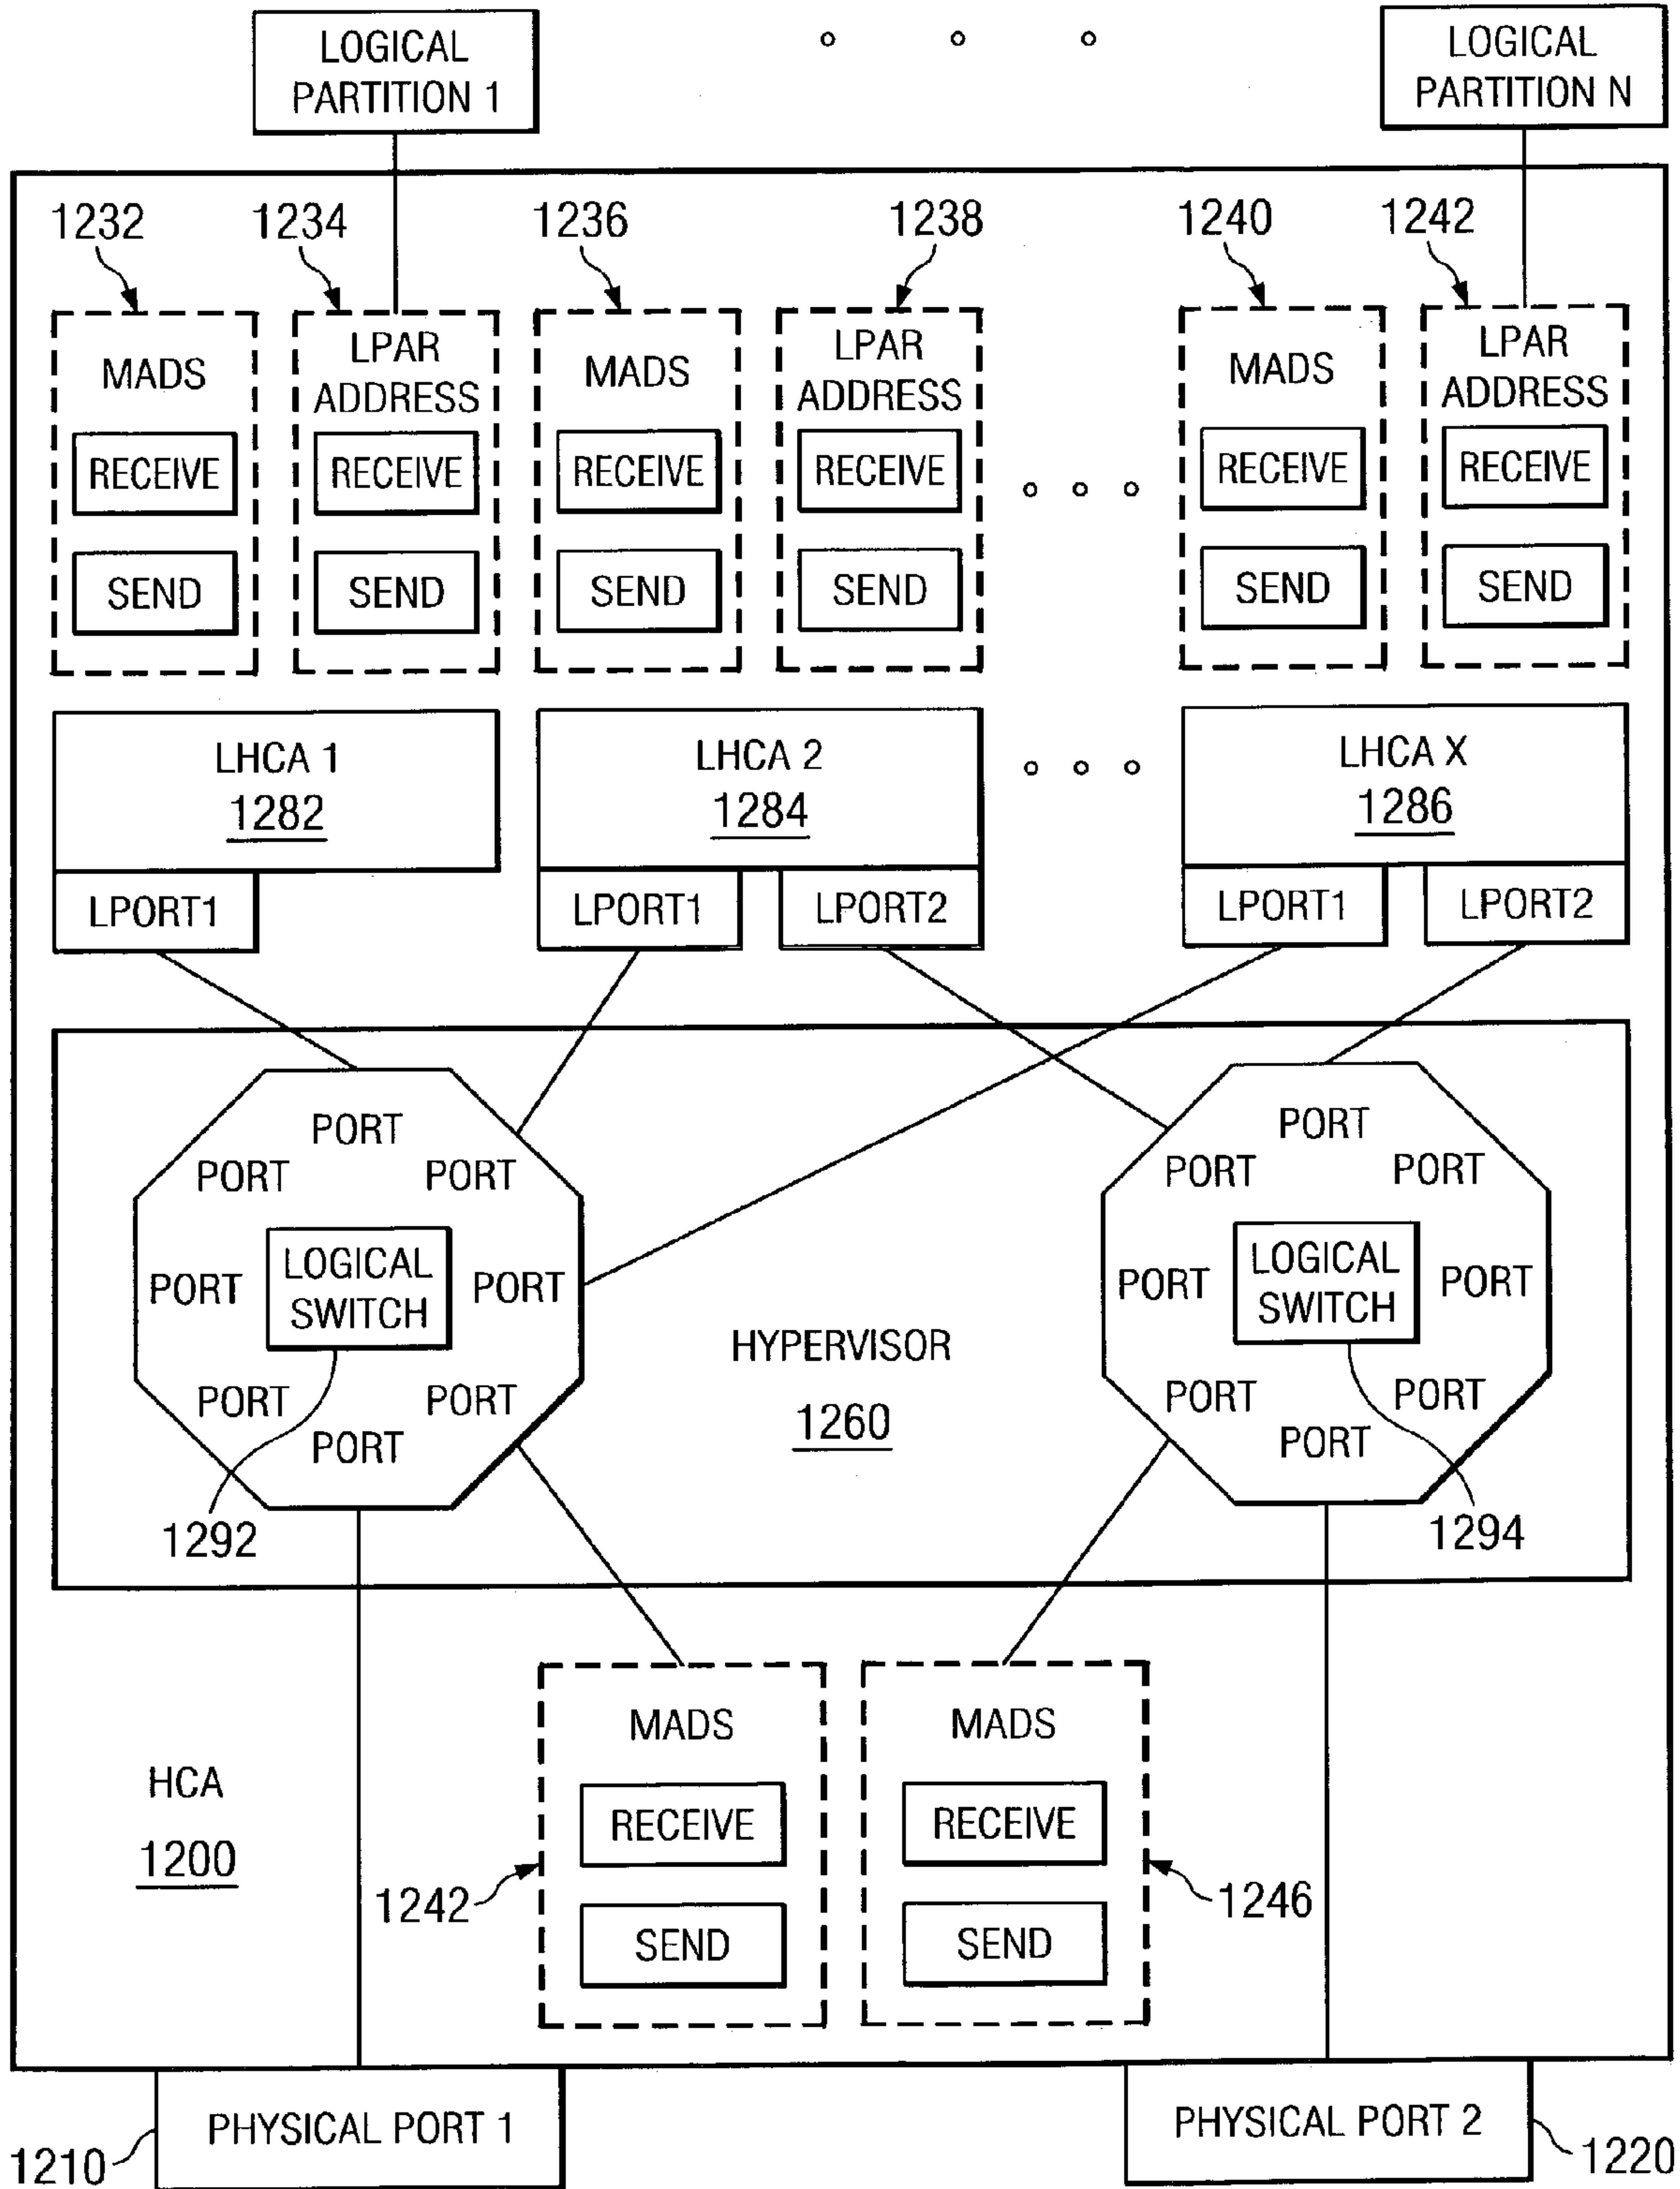 LOGICAL
PARTITION 1
LOGICAL
PARTITION N
1232
1234
1236
1238
1240
1242
MADS
RECEIVE
SEND
LPAR
ADDRESS
RECEIVE
SEND
MADS
RECEIVE
SEND
LPAR
ADDRESS
RECEIVE
SEND
MADS
RECEIVE
SEND
LPAR
ADDRESS
RECEIVE
SEND
LHCA 1
1282
LPORT1
LHCA 2
1284
LPORT1
LPORT2
LHCA X
1286
LPORT1
LPORT2
PORT
PORT
PORT
PORT
LOGICAL
SWITCH
PORT
PORT
PORT
PORT
1292
HYPERVISOR
1260
PORT
PORT
PORT
PORT
LOGICAL
SWITCH
PORT
PORT
PORT
PORT
1294
HCA
1200
MADS
RECEIVE
SEND
1242
MADS
RECEIVE
SEND
1246
PHYSICAL PORT 1
1210
PHYSICAL PORT 2
1220